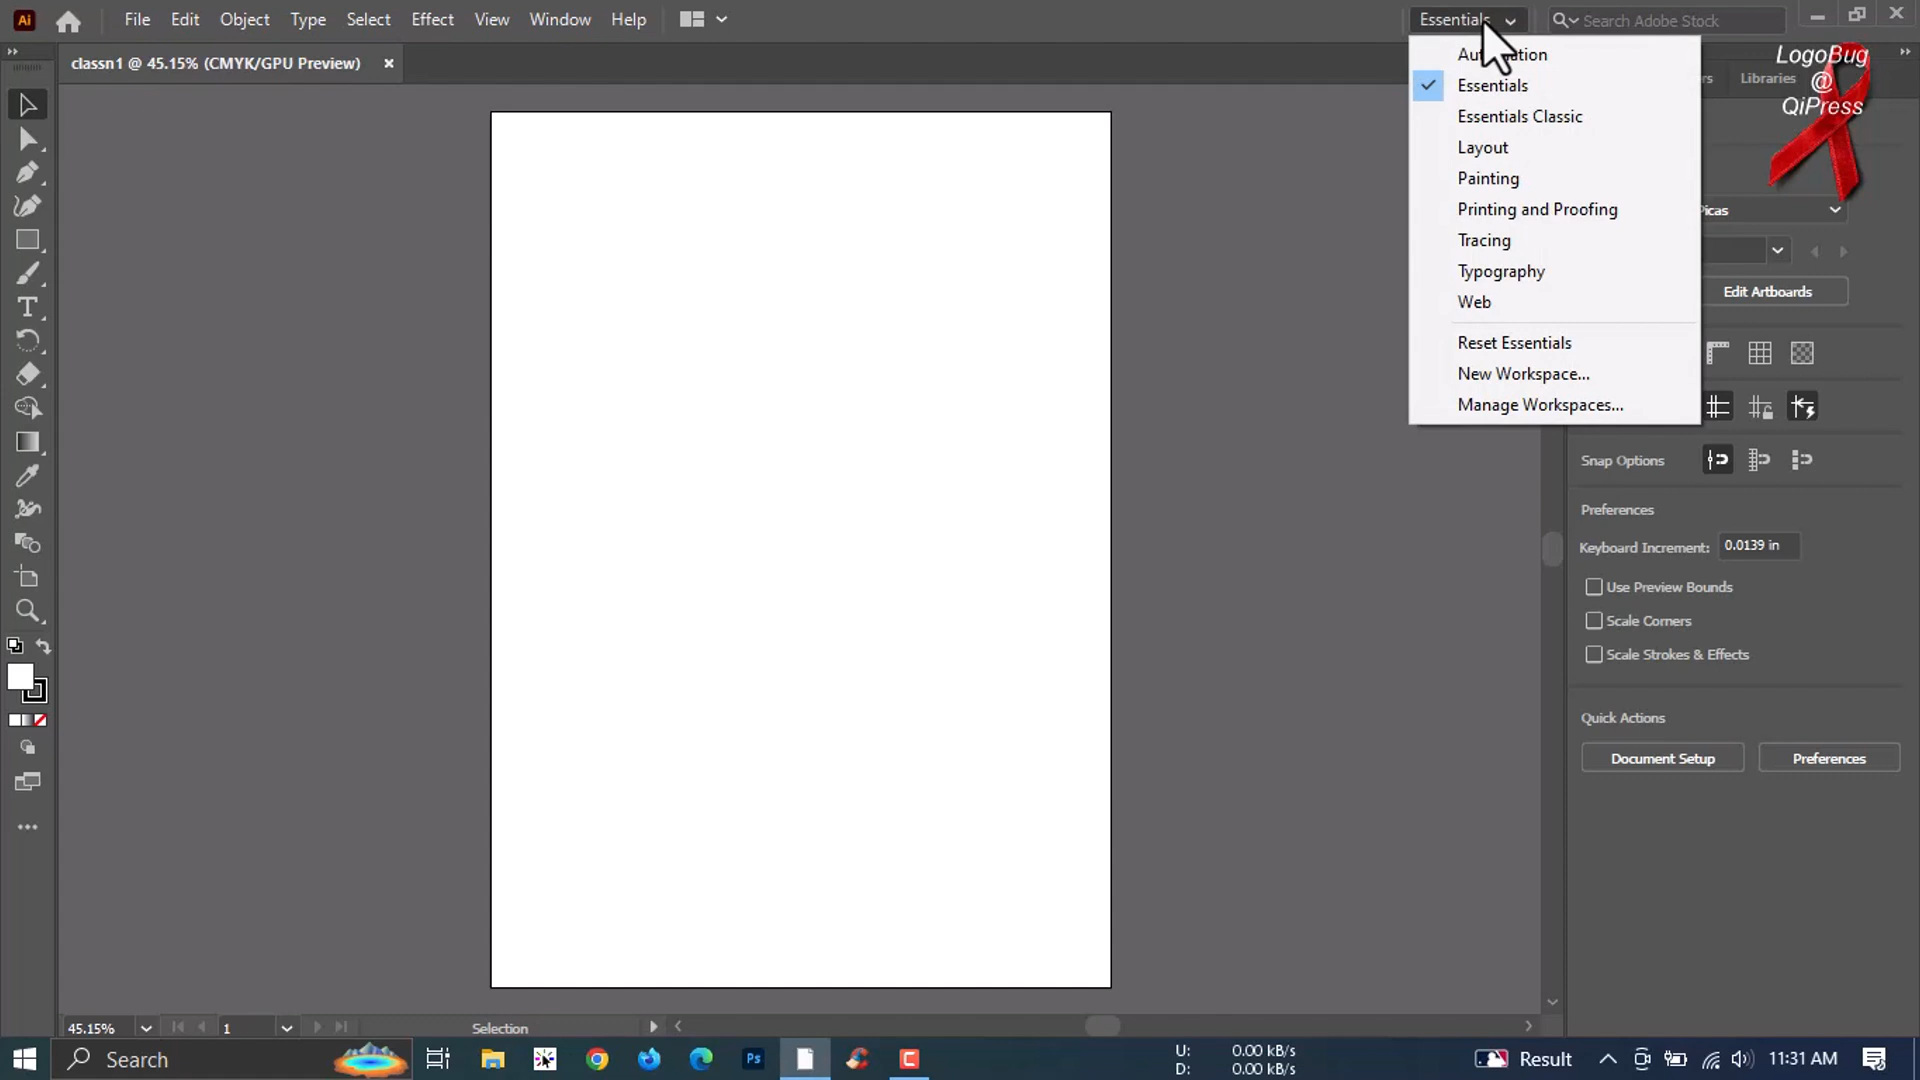 Ai File Edit Object Type Select Effect View Window Help Essentials Search Adobe Stock
classn1 @ 45.15% (CMYK/GPU Preview) ×
Libraries
LogoBug
@
QiPress
Essentials
Essentials Classic
Layout
Painting
Printing and Proofing
Tracing
Typography
Web
Reset Essentials
New Workspace...
Manage Workspaces...
Picas
Edit Artboards
Snap Options
Preferences
Keyboard Increment: 0.0139 in
Use Preview Bounds
Scale Corners
Scale Strokes & Effects
Quick Actions
Document Setup Preferences
45.15% 1 Selection
Search Ps U: 0.00 kB/s Result 11:31 AM
D: 0.00 kB/s